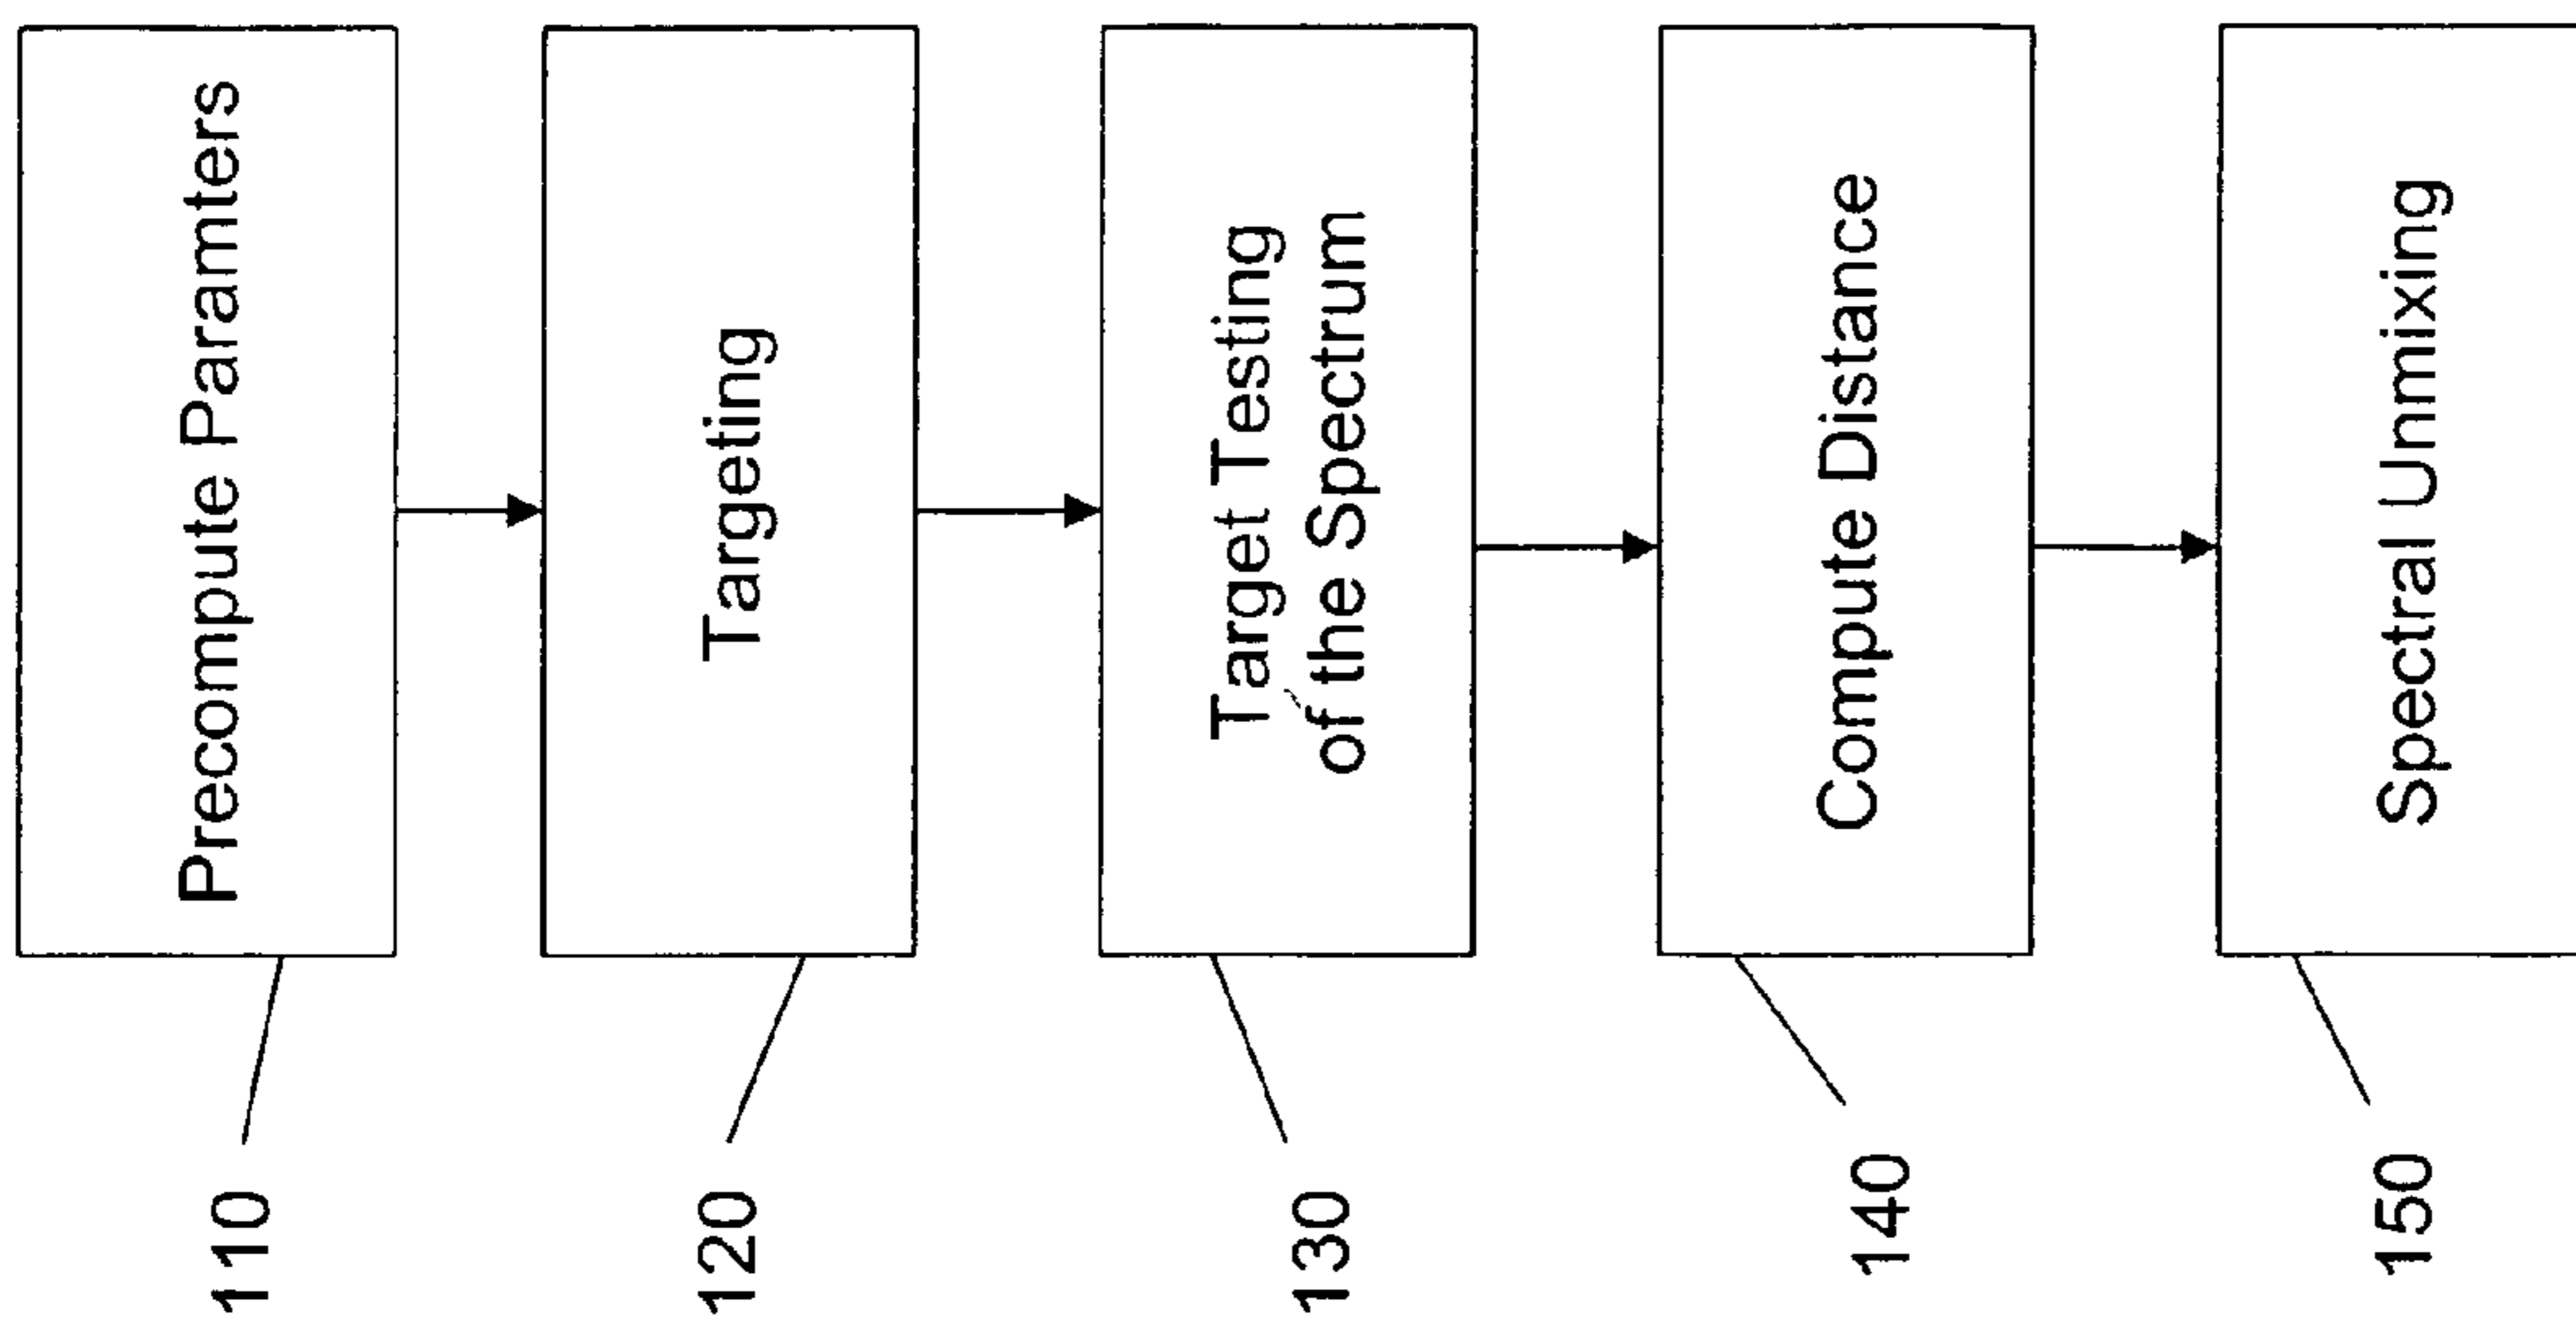 110
Precompute Paramters
120
Targeting
130
Target Testing
of the Spectrum
140
Compute Distance
150
Spectral Unmixing